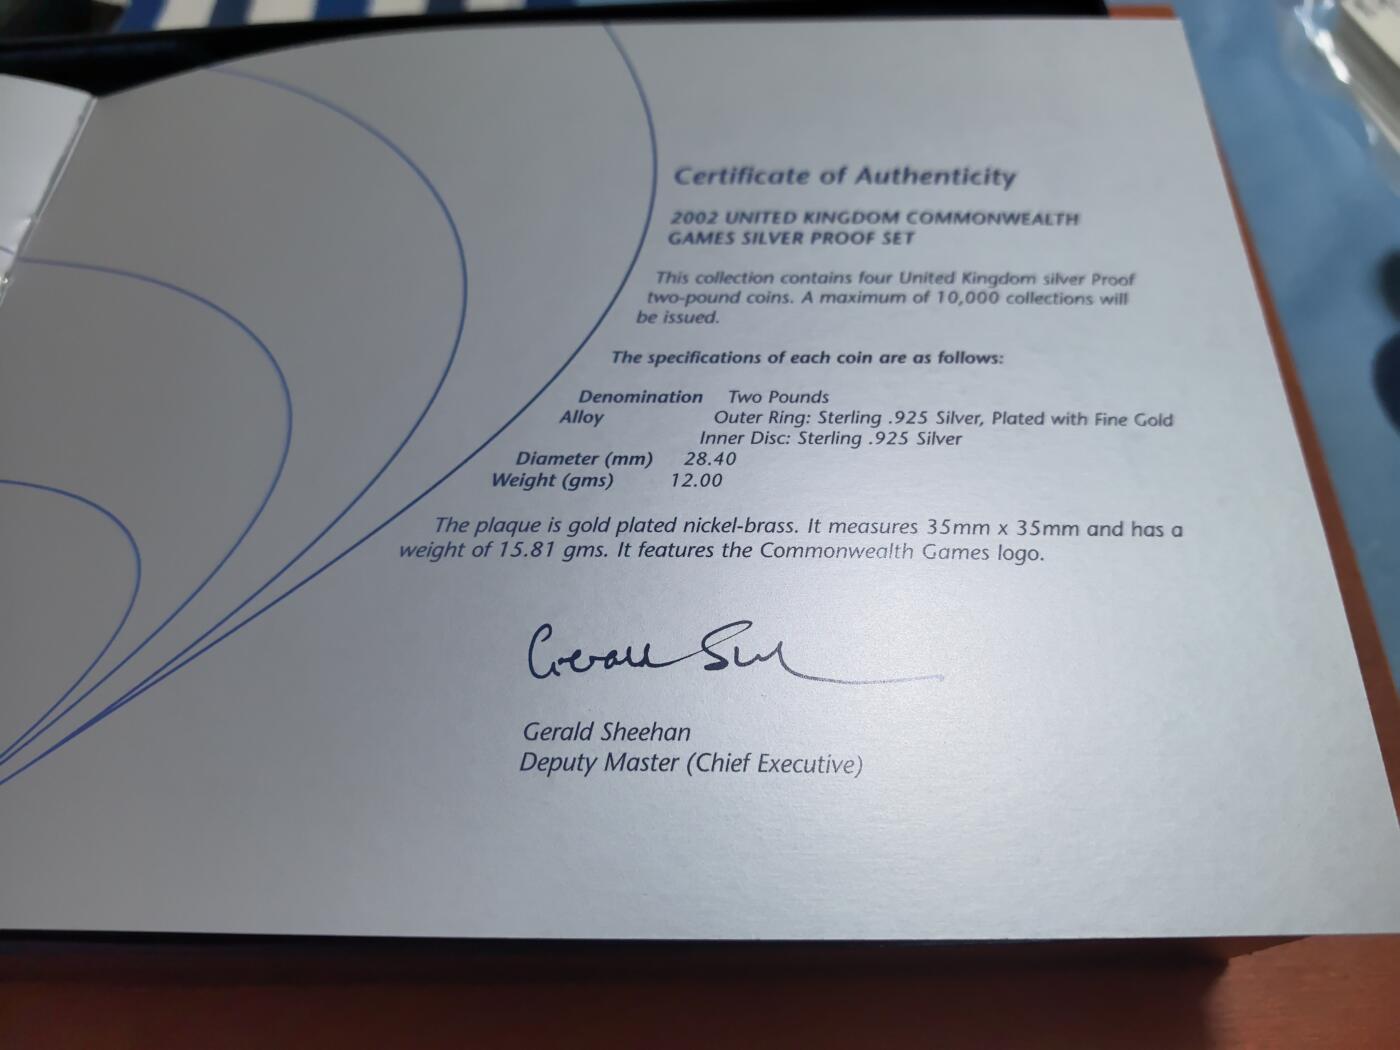 Certificate of Authenticity
2002 UNITED KINGDOM COMMONWEALTH
GAMES SILVER PROOF SET
This collection contains four United Kingdom silver Proof
two-pound coins. A maximum of 10,000 collections will
be issued.
The specifications of each coin are as follows:
Denomination Two Pounds
Alloy Outer Ring: Sterling .925 Silver, Plated with Fine Gold
Inner Disc: Sterling .925 Silver
Diameter (mm) 28.40
Weight (gms) 12.00
The plaque is gold plated nickel-brass. It measures 35mm x 35mm and has a
weight of 15.81 gms. It features the Commonwealth Games logo.
Gerald Sheehan
Deputy Master (Chief Executive)